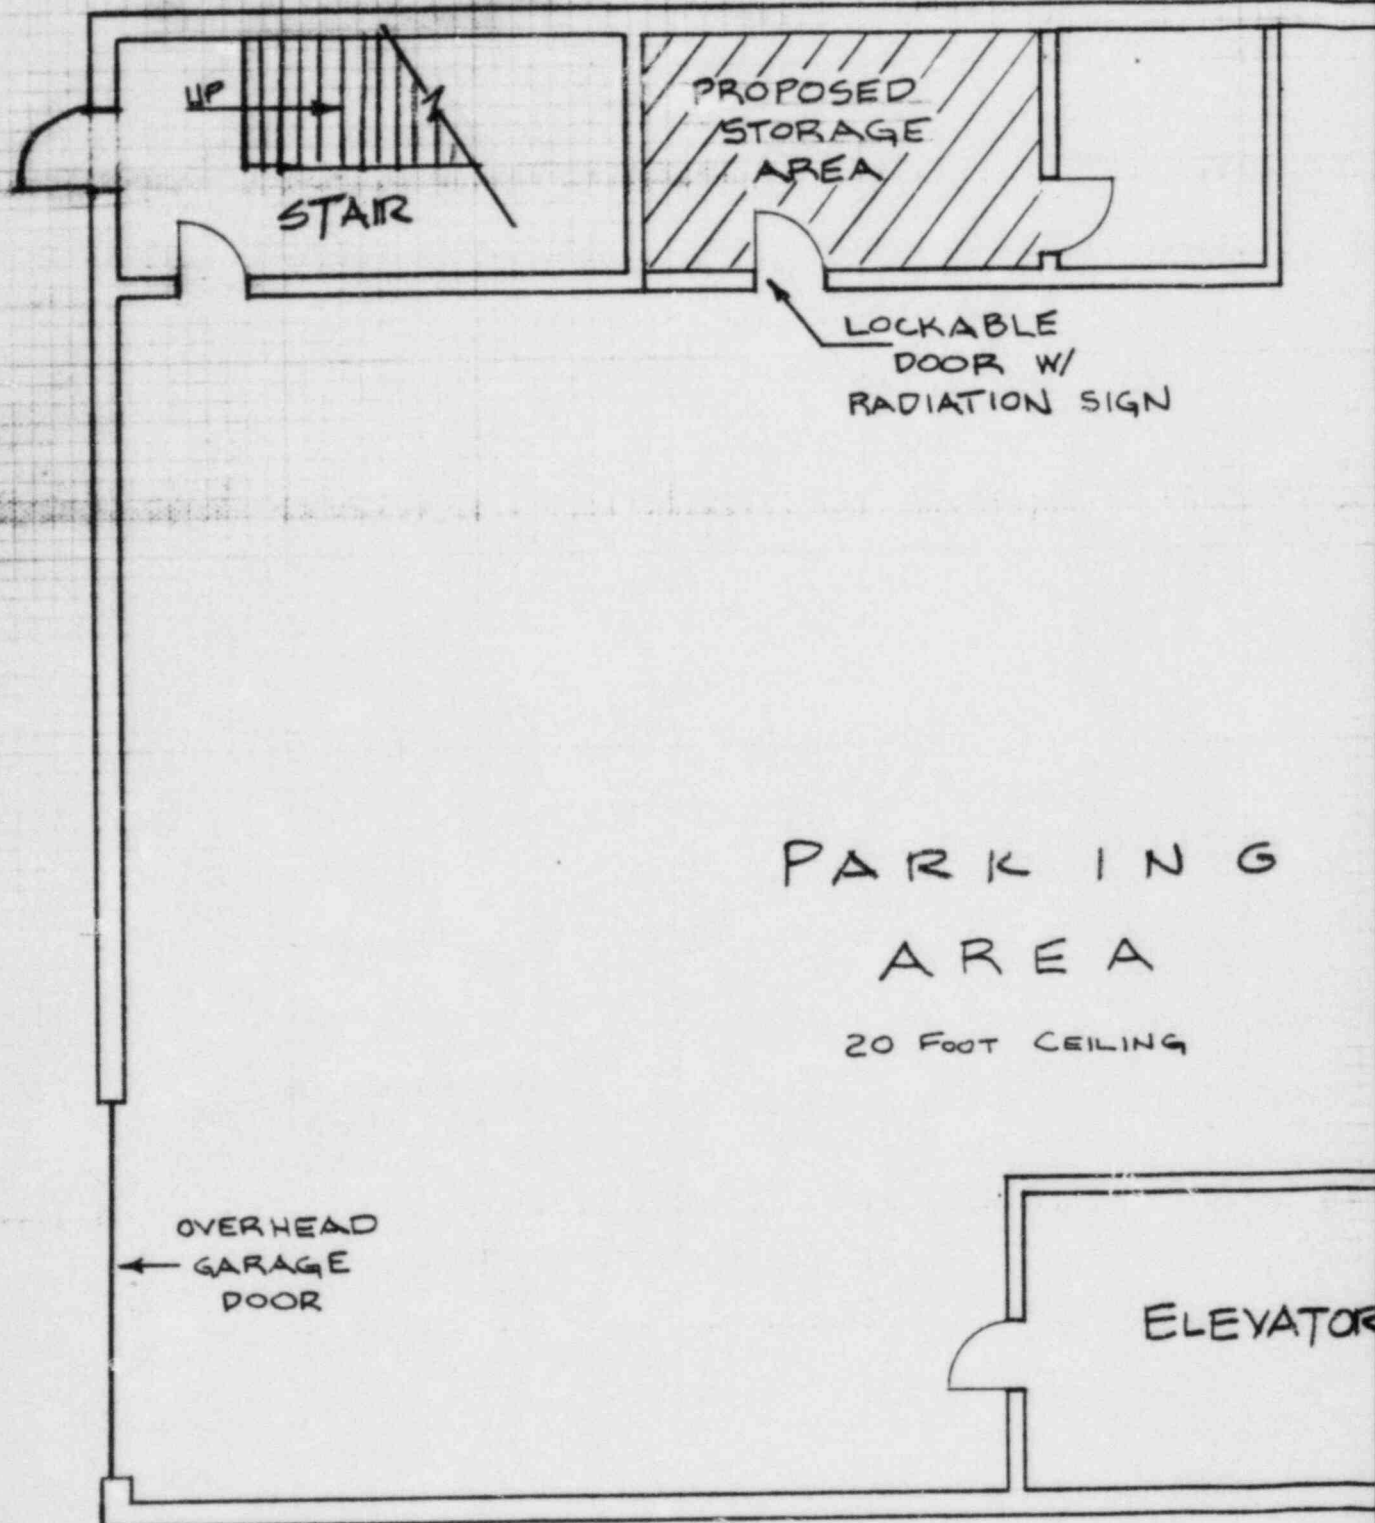 UP
STAIR
PROPOSED
STORAGE
AREA
LOCKABLE
DOOR W/
RADIATION SIGN
PARKING
AREA
20 FOOT CEILING
OVERHEAD
GARAGE
DOOR
ELEVATOR